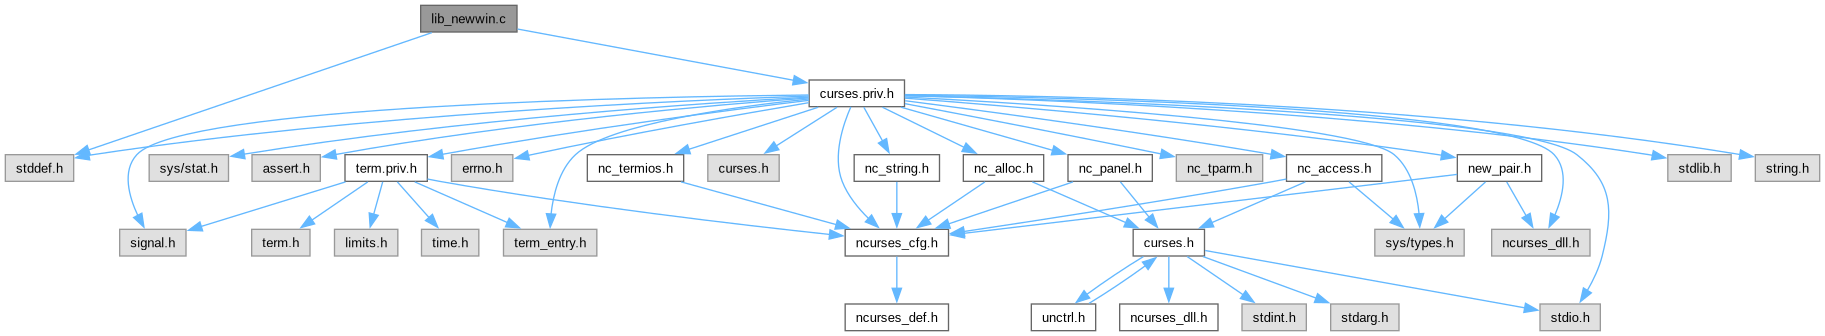 lib_newwin.c
curses.priv.h
stddef.h
sys/stat.h
assert.h
term.priv.h
errno.h
nc_termios.h
curses.h
nc_string.h
nc_alloc.h
nc_panel.h
nc_tparm.h
nc_access.h
new_pair.h
stdlib.h
string.h
signal.h
term.h
limits.h
time.h
term_entry.h
ncurses_cfg.h
curses.h
sys/types.h
ncurses_dll.h
ncurses_def.h
unctrl.h
ncurses_dll.h
stdint.h
stdarg.h
stdio.h